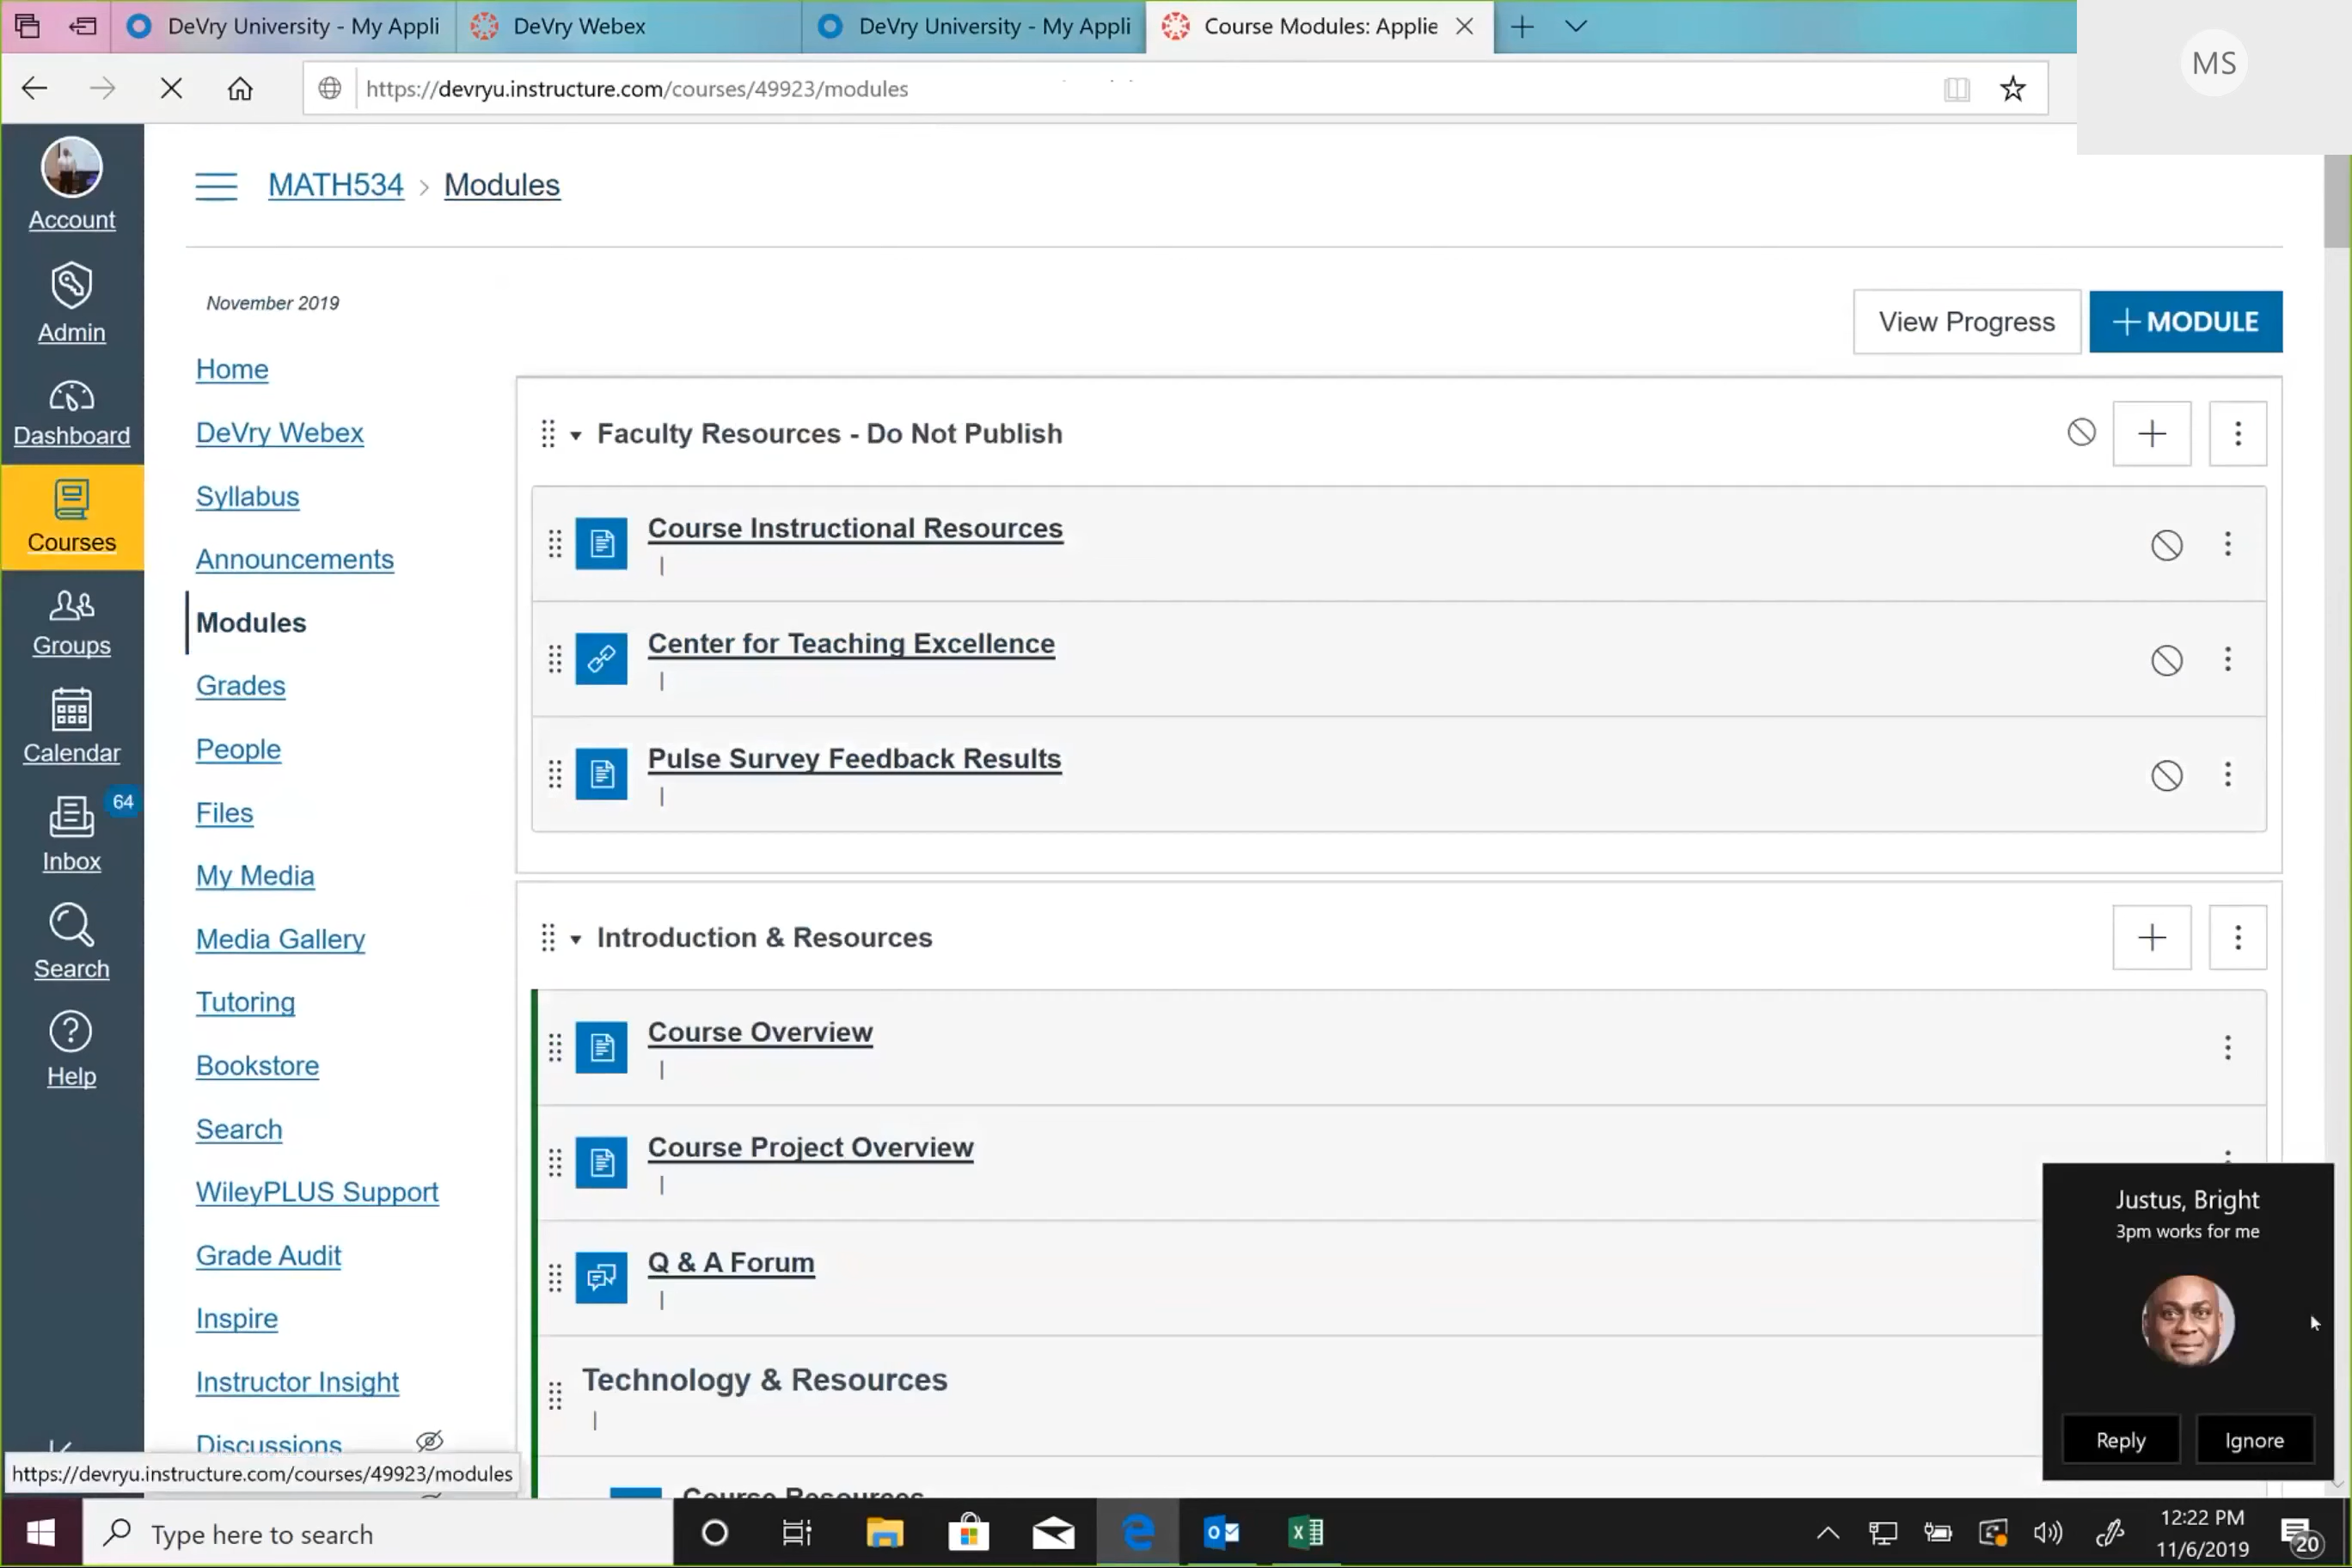 DeVry University - My Appli
DeVry Webex
DeVry University - My Appli
Course Modules: Applie
MS
https://devryu.instructure.com/courses/49923/modules
Account
Admin
Dashboard
Courses
Groups
Calendar
64
Inbox
Search
Help
MATH534 > Modules
November 2019
Home
DeVry Webex
Syllabus
Announcements
Modules
Grades
People
Files
My Media
Media Gallery
Tutoring
Bookstore
Search
WileyPLUS Support
Grade Audit
Inspire
Instructor Insight
Discussions
View Progress
+ MODULE
Faculty Resources - Do Not Publish
Course Instructional Resources
|
Center for Teaching Excellence
|
Pulse Survey Feedback Results
|
Introduction & Resources
Course Overview
|
Course Project Overview
|
Q & A Forum
|
Technology & Resources
|
Course Resources
Justus, Bright
3pm works for me
Reply
Ignore
https://devryu.instructure.com/courses/49923/modules
Type here to search
12:22 PM
11/6/2019
20